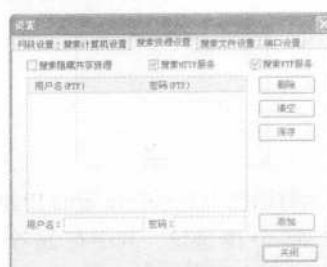 设置
网段设置 搜索计算机设置 搜索资源设置 搜索文件设置 端口设置
搜索隐藏共享资源 搜索HTTP服务 搜索FTP服务
用户名(FTP) 密码(FTP)
删除
清空
保存
用户名: 密码: 添加
关闭